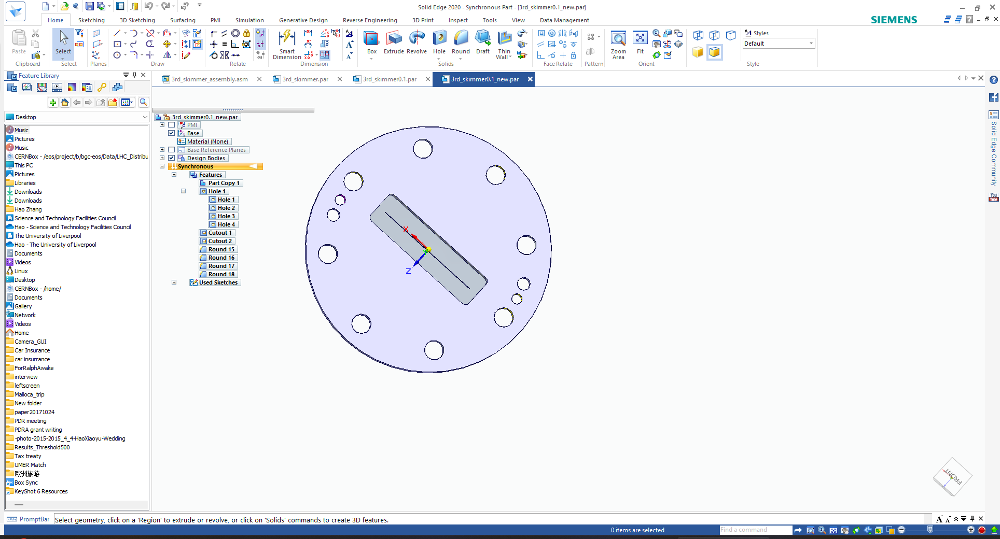 Solid Edge 2020 - Synchronous Part - [3rd_skimmer0.1_new.par]
Home Sketching 3D Sketching Surfacing PMI Simulation Generative Design Reverse Engineering 3D Print Inspect Tools View Data Management
SIEMENS
Paste
Clipboard
Select
Select
Planes
Draw
Relate
Smart
Dimension
Dimension
Box Extrude Revolve Hole Round Draft Thin
Wall
Solids
Face Relate
Pattern
Zoom
Area
Fit
Orient
Styles
Default
Style
Feature Library
3rd_skimmer_assembly.asm
3rd_skimmer.par
3rd_skimmer0.1.par
3rd_skimmer0.1_new.par
Desktop
Music
Pictures
Music
CERNBox - /eos/project/b/bgc-eos/Data/LHC_Distribu
This PC
Pictures
Libraries
Downloads
Downloads
Hao Zhang
Science and Technology Facilities Council
Hao - Science and Technology Facilities Council
The University of Liverpool
Hao - The University of Liverpool
Documents
Videos
Linux
Desktop
CERNBox - /home/
Documents
Gallery
Network
Videos
Home
Camera_GUI
Car Insurance
car insurrance
ForRalphAwake
interview
leftscreen
Malloca_trip
New folder
paper20171024
PDR meeting
PDRA grant writing
-photo-2015-2015_4_4-HaoXiaoyu-Wedding
Results_Threshold500
Tax treaty
UMER Match
欧洲旅游
Box Sync
KeyShot 6 Resources
3rd_skimmer0.1_new.par
PMI
Base
Material (None)
Base Reference Planes
Design Bodies
Synchronous
Features
Part Copy 1
Hole 1
Hole 1
Hole 2
Hole 3
Hole 4
Cutout 1
Cutout 2
Round 15
Round 16
Round 17
Round 18
Used Sketches
X
Z
FRONT
Solid Edge Community
You
Tube
PromptBar
Select geometry, click on a 'Region' to extrude or revolve, or click on 'Solids' commands to create 3D features.
0 items are selected
Find a command